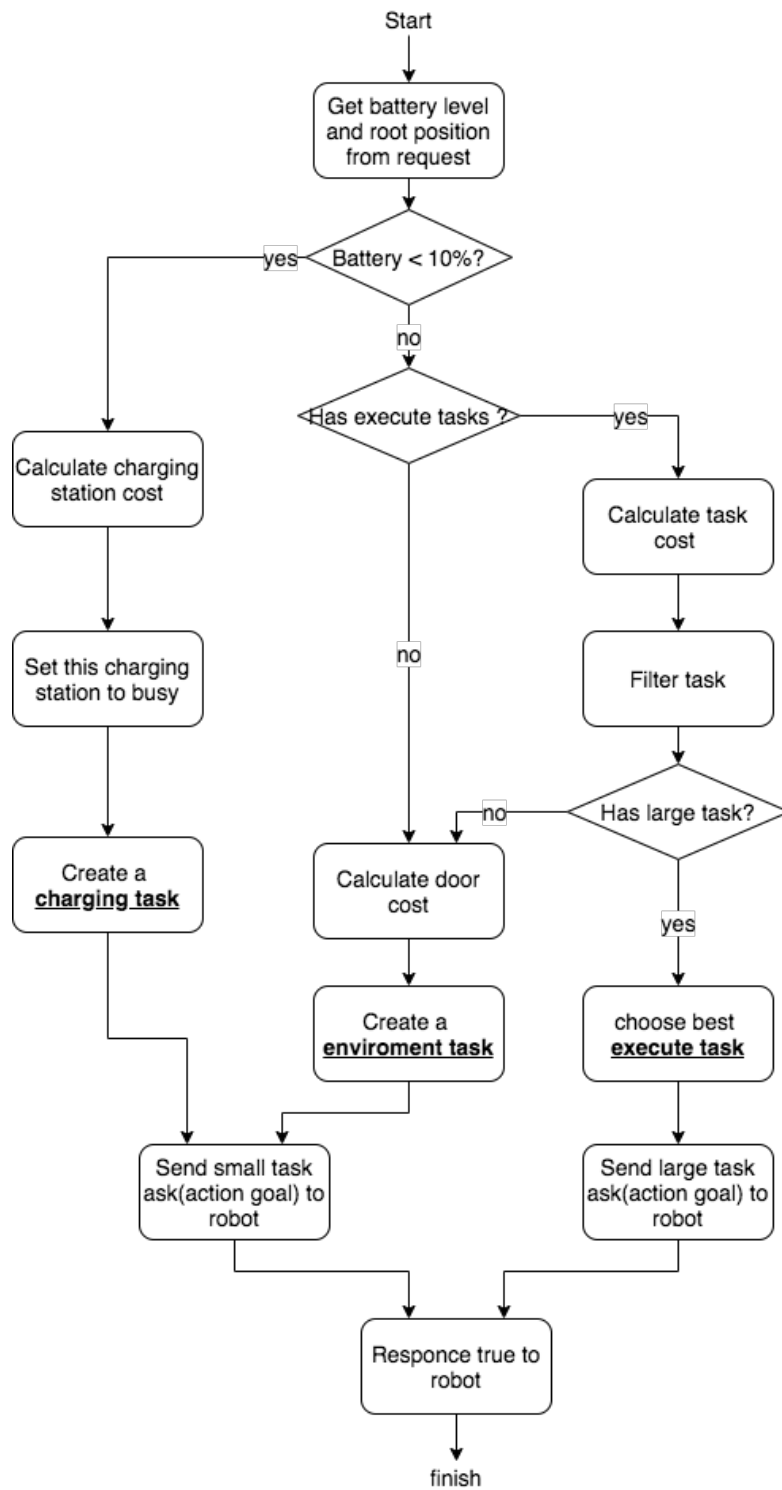 Start
Get battery level
and root position
from request
Battery < 10%?
yes
no
Has execute tasks ?
yes
Calculate charging
station cost
Calculate task
cost
Set this charging
station to busy
no
Filter task
Has large task?
no
Create a
charging task
Calculate door
cost
yes
Create a
enviroment task
choose best
execute task
Send small task
ask(action goal) to
robot
Send large task
ask(action goal) to
robot
Responce true to
robot
finish